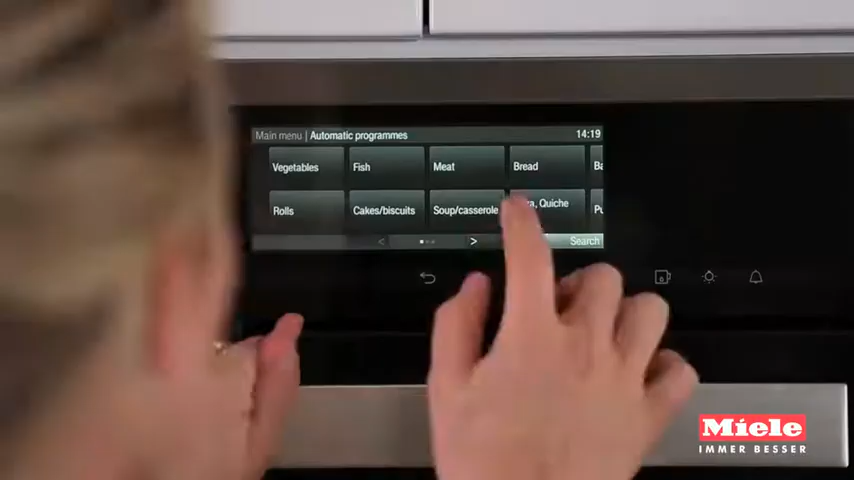 Main menu | Automatic programmes 14:19
Vegetables Fish Meat Bread
Rolls Cakes/biscuits Soup/casserole Quiche
< > Search
Miele
IMMER BESSER